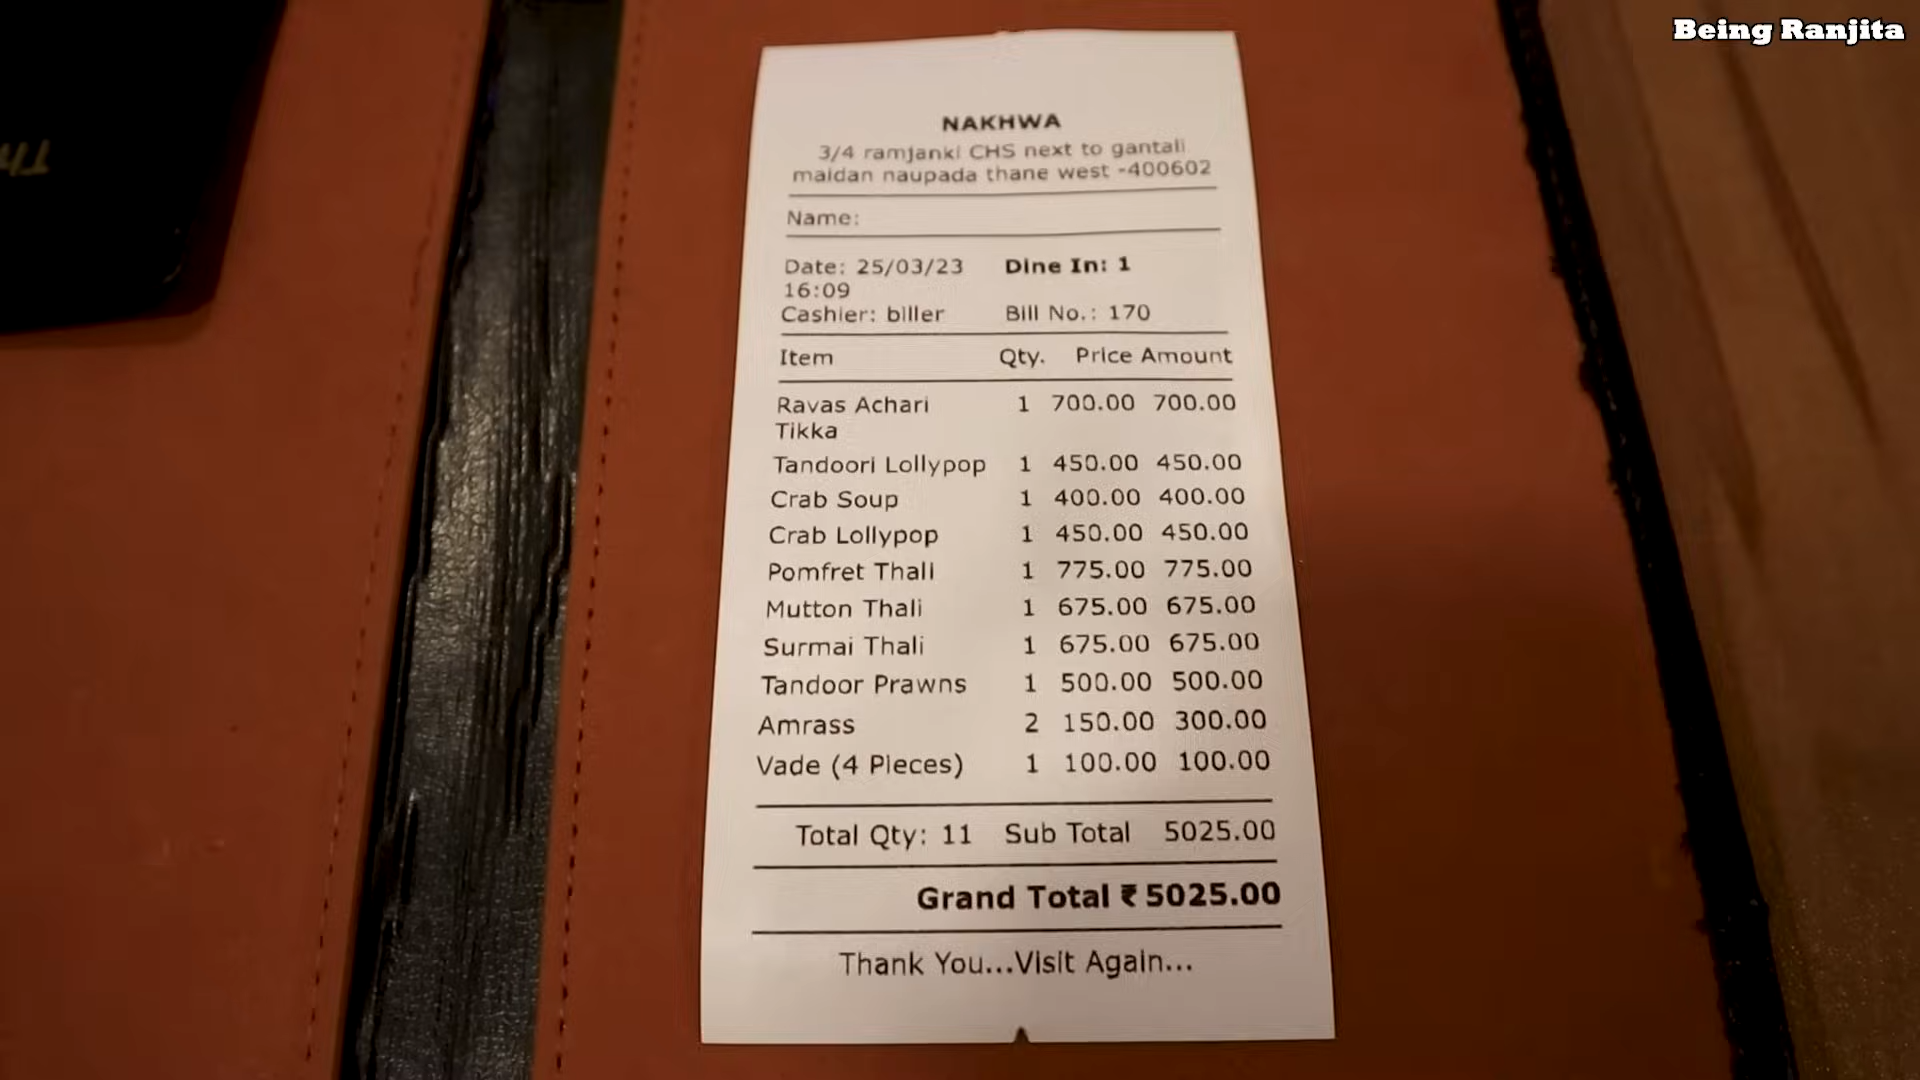 Being Ranjita
NAKHWA
3/4 ramjanki CHS next to gantali
maidan naupada thane west -400602
Name:
Date: 25/03/23 Dine In: 1
16:09
Cashier: biller Bill No.: 170
Item Qty. Price Amount
Ravas Achari 1 700.00 700.00
Tikka
Tandoori Lollypop 1 450.00 450.00
Crab Soup 1 400.00 400.00
Crab Lollypop 1 450.00 450.00
Pomfret Thali 1 775.00 775.00
Mutton Thali 1 675.00 675.00
Surmai Thali 1 675.00 675.00
Tandoor Prawns 1 500.00 500.00
Amrass 2 150.00 300.00
Vade (4 Pieces) 1 100.00 100.00
Total Qty: 11 Sub Total 5025.00
Grand Total ₹ 5025.00
Thank You...Visit Again...